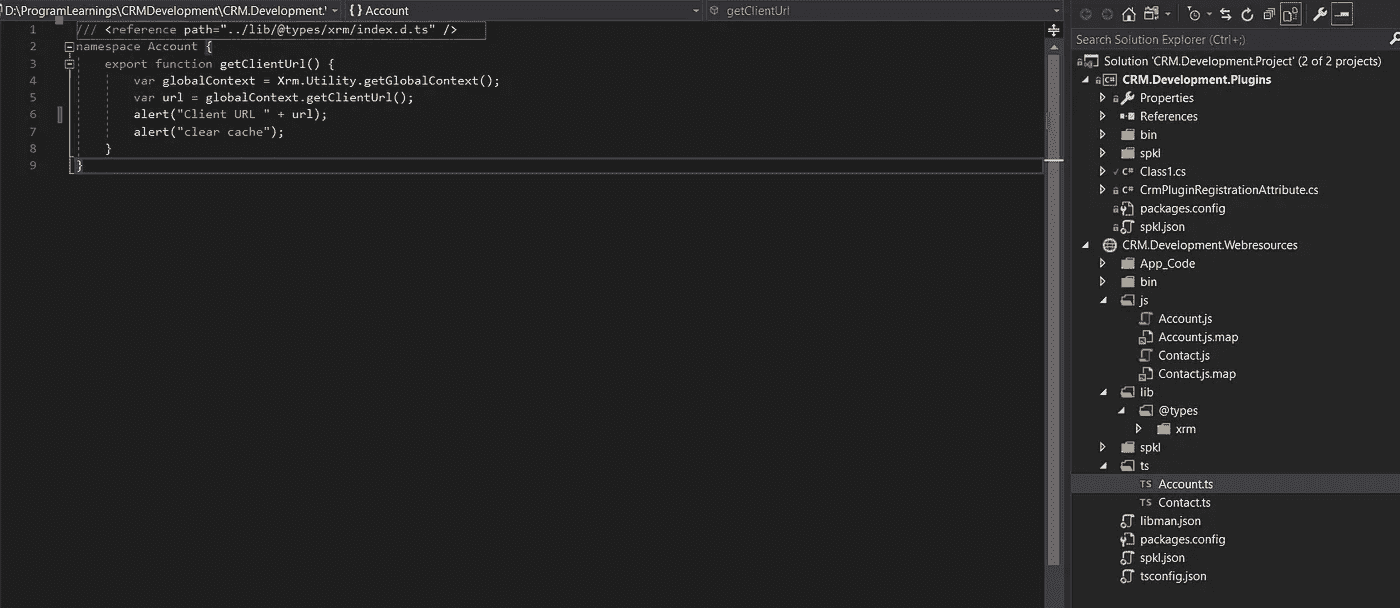 D:\ProgramLearnings\CRMDevelopment\CRM.Development.'
{ } Account
getClientUrl
1 /// <reference path="../lib/@types/xrm/index.d.ts" />
2 namespace Account {
3 export function getClientUrl() {
4 var globalContext = Xrm.Utility.getGlobalContext();
5 var url = globalContext.getClientUrl();
6 alert("Client URL " + url);
7 alert("clear cache");
8 }
9 }
Search Solution Explorer (Ctrl+;)
Solution 'CRM.Development.Project' (2 of 2 projects)
CRM.Development.Plugins
Properties
References
bin
spkl
C# Class1.cs
C# CrmPluginRegistrationAttribute.cs
packages.config
spkl.json
CRM.Development.Webresources
App_Code
bin
js
Account.js
Account.js.map
Contact.js
Contact.js.map
lib
@types
xrm
spkl
ts
TS Account.ts
TS Contact.ts
libman.json
packages.config
spkl.json
tsconfig.json